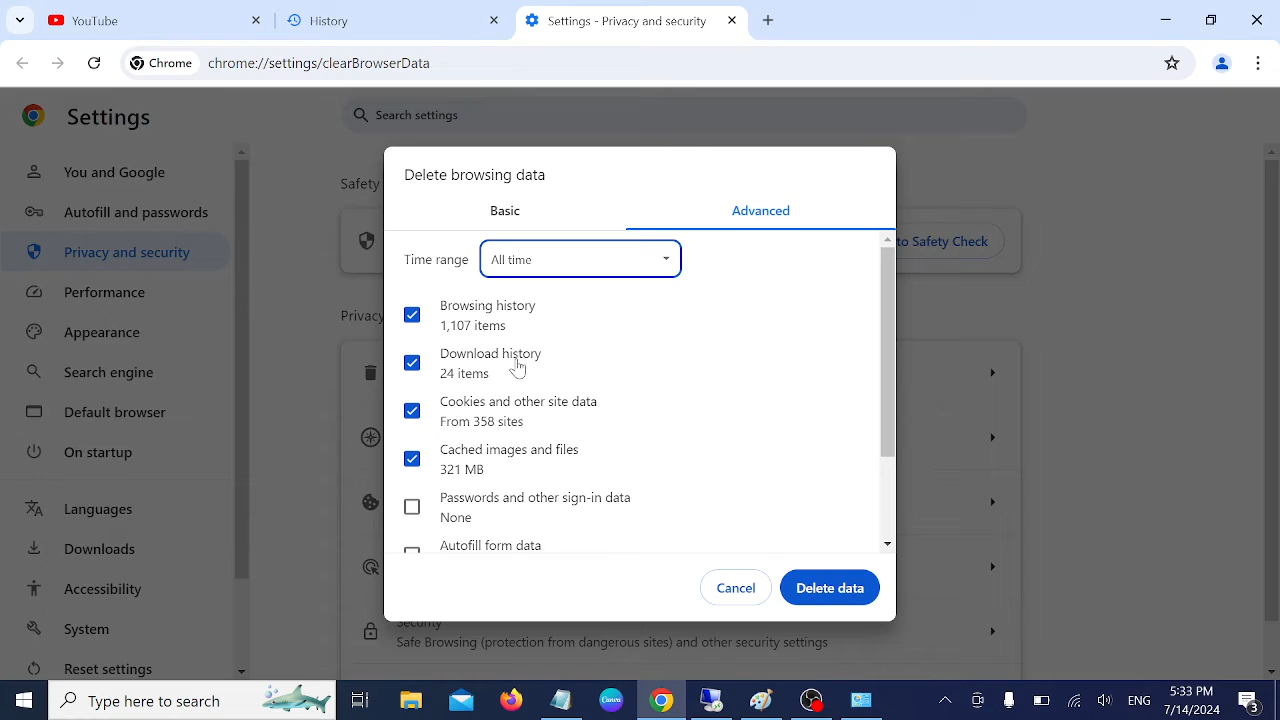 YouTube
History
Settings - Privacy and security
Chrome
chrome://settings/clearBrowserData
Settings
Search settings
You and Google
Autofill and passwords
Privacy and security
Performance
Appearance
Search engine
Default browser
On startup
Languages
Downloads
Accessibility
System
Reset settings
Safety
to Safety Check
Privacy
Delete browsing data
Basic
Advanced
Time range
All time
Browsing history
1,107 items
Download history
24 items
Cookies and other site data
From 358 sites
Cached images and files
321 MB
Passwords and other sign-in data
None
Autofill form data
Cancel
Delete data
Security
Safe Browsing (protection from dangerous sites) and other security settings
Type here to search
Canva
ENG
5:33 PM
7/14/2024
3